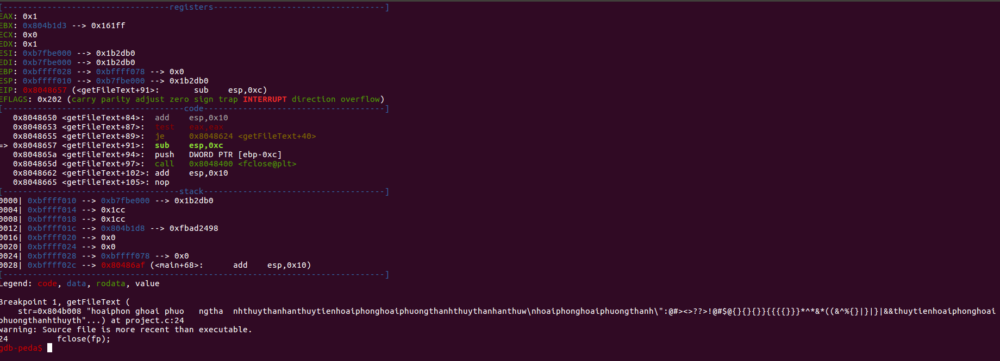 [----------------------------------registers-----------------------------------]
EAX: 0x1
EBX: 0x804b1d3 --> 0x161ff
ECX: 0x0
EDX: 0x1
ESI: 0xb7fbe000 --> 0x1b2db0
EDI: 0xb7fbe000 --> 0x1b2db0
EBP: 0xbffff028 --> 0xbffff078 --> 0x0
ESP: 0xbffff010 --> 0xb7fbe000 --> 0x1b2db0
EIP: 0x8048657 (<getFileText+91>:       sub    esp,0xc)
EFLAGS: 0x202 (carry parity adjust zero sign trap INTERRUPT direction overflow)
[-------------------------------------code-------------------------------------]
   0x8048650 <getFileText+84>:  add    esp,0x10
   0x8048653 <getFileText+87>:  test   eax,eax
   0x8048655 <getFileText+89>:  je     0x8048624 <getFileText+40>
=> 0x8048657 <getFileText+91>:  sub    esp,0xc
   0x804865a <getFileText+94>:  push   DWORD PTR [ebp-0xc]
   0x804865d <getFileText+97>:  call   0x8048400 <fclose@plt>
   0x8048662 <getFileText+102>: add    esp,0x10
   0x8048665 <getFileText+105>: nop
[------------------------------------stack-------------------------------------]
0000| 0xbffff010 --> 0xb7fbe000 --> 0x1b2db0
0004| 0xbffff014 --> 0x1cc
0008| 0xbffff018 --> 0x1cc
0012| 0xbffff01c --> 0x804b1d8 --> 0xfbad2498
0016| 0xbffff020 --> 0x0
0020| 0xbffff024 --> 0x0
0024| 0xbffff028 --> 0xbffff078 --> 0x0
0028| 0xbffff02c --> 0x80486af (<main+68>:      add    esp,0x10)
[------------------------------------------------------------------------------]
Legend: code, data, rodata, value

Breakpoint 1, getFileText (
    str=0x804b008 "hoaiphon ghoai phuo   ngtha  nhthuythanhanthuytienhoaiphonghoaiphuongthanhthuythanhanthuw\nhoaiphonghoaiphuongthanh\":@#><>??>!@#$@{}{}{}}{{{{}}}*^*&*((&^%{}|}|}|&&thuytienhoaiphonghoai
phuongthanhthuyth"...) at project.c:24
warning: Source file is more recent than executable.
24          fclose(fp);
gdb-peda$